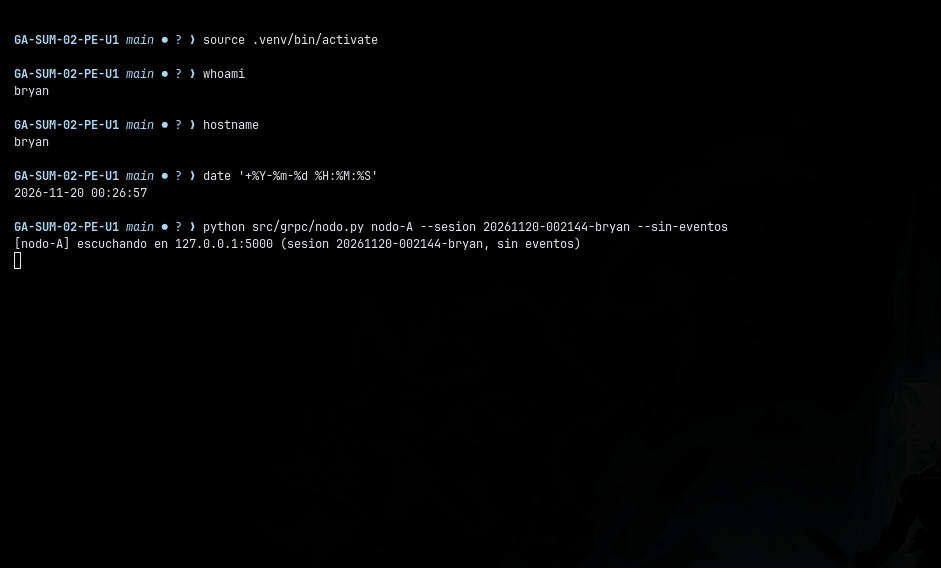 GA-SUM-02-PE-U1 main ● ? ❯ source .venv/bin/activate
GA-SUM-02-PE-U1 main ● ? ❯ whoami
bryan
GA-SUM-02-PE-U1 main ● ? ❯ hostname
bryan
GA-SUM-02-PE-U1 main ● ? ❯ date '+%Y-%m-%d %H:%M:%S'
2026-11-20 00:26:57
GA-SUM-02-PE-U1 main ● ? ❯ python src/grpc/nodo.py nodo-A --sesion 20261120-002144-bryan --sin-eventos
[nodo-A] escuchando en 127.0.0.1:5000 (sesion 20261120-002144-bryan, sin eventos)